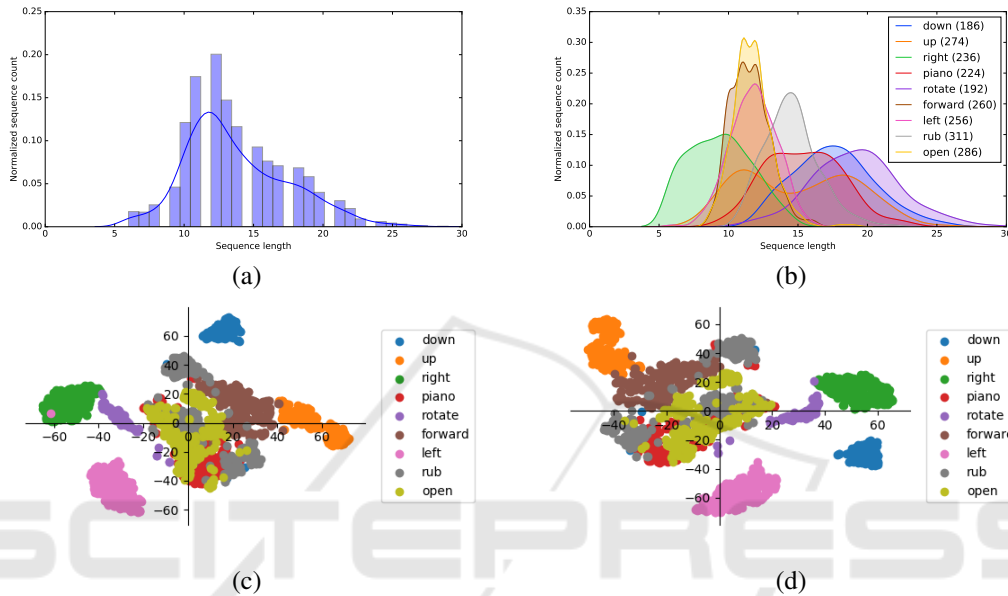 0.25
0.20
0.15
0.10
0.05
0.00
Normalized sequence count
0 5 10 15 20 25 30
Sequence length
(a)
0.35
0.30
0.25
0.20
0.15
0.10
0.05
0.00
Normalized sequence count
0 5 10 15 20 25 30
Sequence length
down (186)
up (274)
right (236)
piano (224)
rotate (192)
forward (260)
left (256)
rub (311)
open (286)
(b)
60
40
20
0
−20
−40
−60
−60 −40 −20 0 20 40 60
down
up
right
piano
rotate
forward
left
rub
open
(c)
60
40
20
0
−20
−40
−60
−40 −20 0 20 40 60
down
up
right
piano
rotate
forward
left
rub
open
(d)
SCITEPRESS